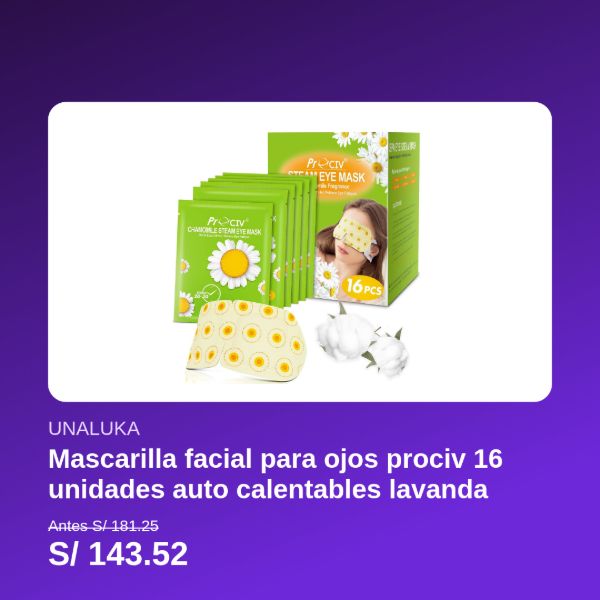 PrOCIV
STEAM EYE MASK
16 PCS
PrOCIV
CHAMOMILE STEAM EYE MASK
UNALUKA
Mascarilla facial para ojos prociv 16
unidades auto calentables lavanda
Antes S/ 181.25
S/ 143.52